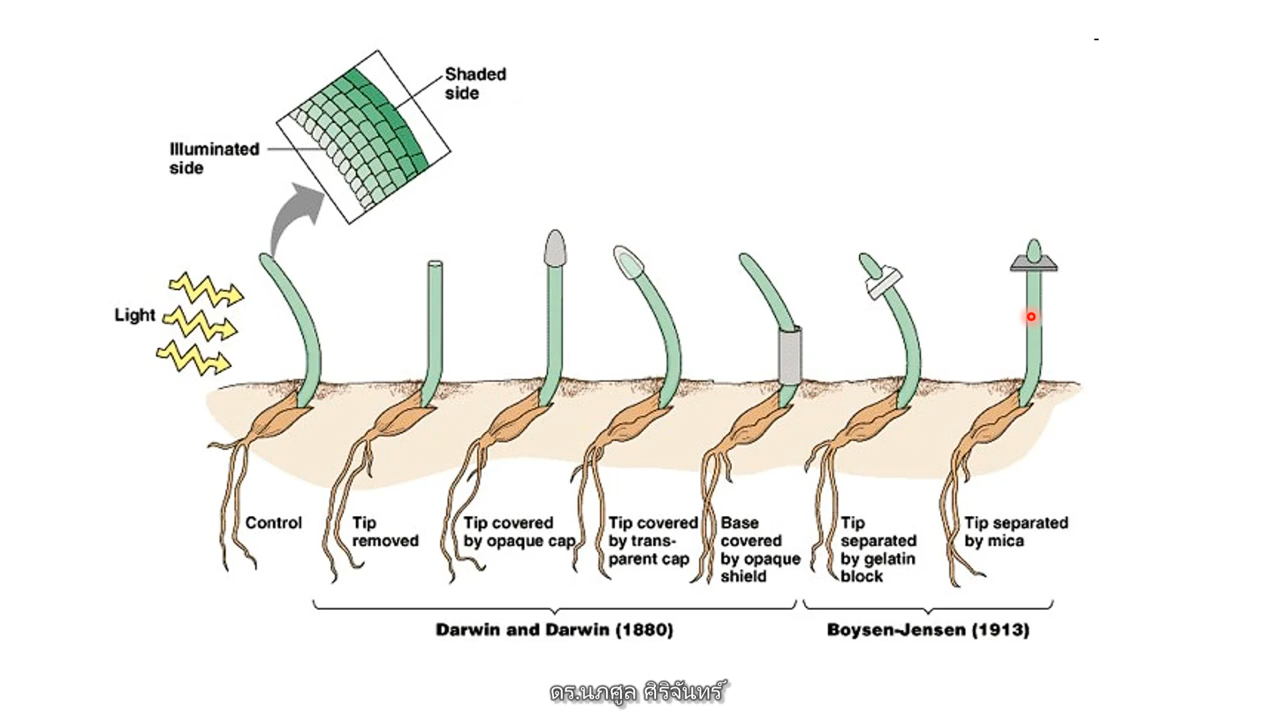 Shaded
side
Illuminated
side
Light
Control
Tip
removed
Tip covered
by opaque cap
Tip covered
by trans-
parent cap
Base
covered
by opaque
shield
Tip
separated
by gelatin
block
Tip separated
by mica
Darwin and Darwin (1880)
Boysen-Jensen (1913)
ดร.นภศูล ศิริจันทร์